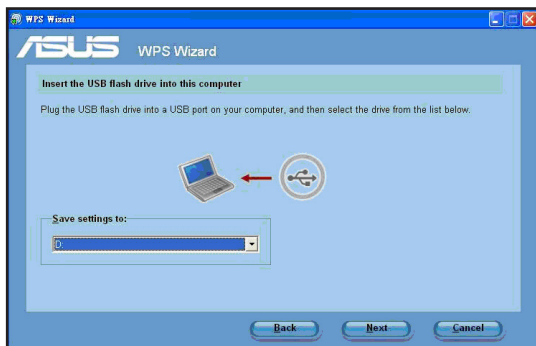 WPS Wizard
ASUS WPS Wizard
Insert the USB flash drive into this computer
Plug the USB flash drive into a USB port on your computer, and then select the drive from the list below.
Save settings to:
D:
Back Next Cancel